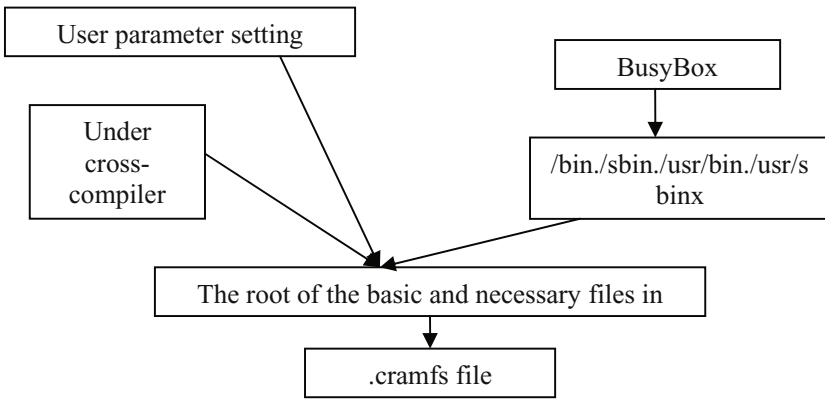 User parameter setting
BusyBox
Under
cross-
compiler
/bin./sbin./usr/bin./usr/s
binx
The root of the basic and necessary files in
.cramfs file